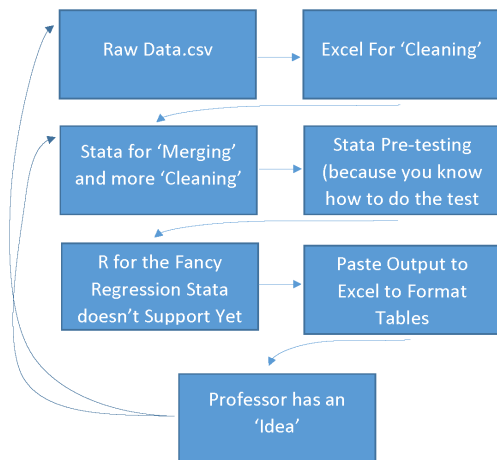 Raw Data.csv
Excel For ‘Cleaning’
Stata for ‘Merging’
and more ‘Cleaning’
Stata Pre-testing
(because you know
how to do the test
R for the Fancy
Regression Stata
doesn’t Support Yet
Paste Output to
Excel to Format
Tables
Professor has an
‘Idea’